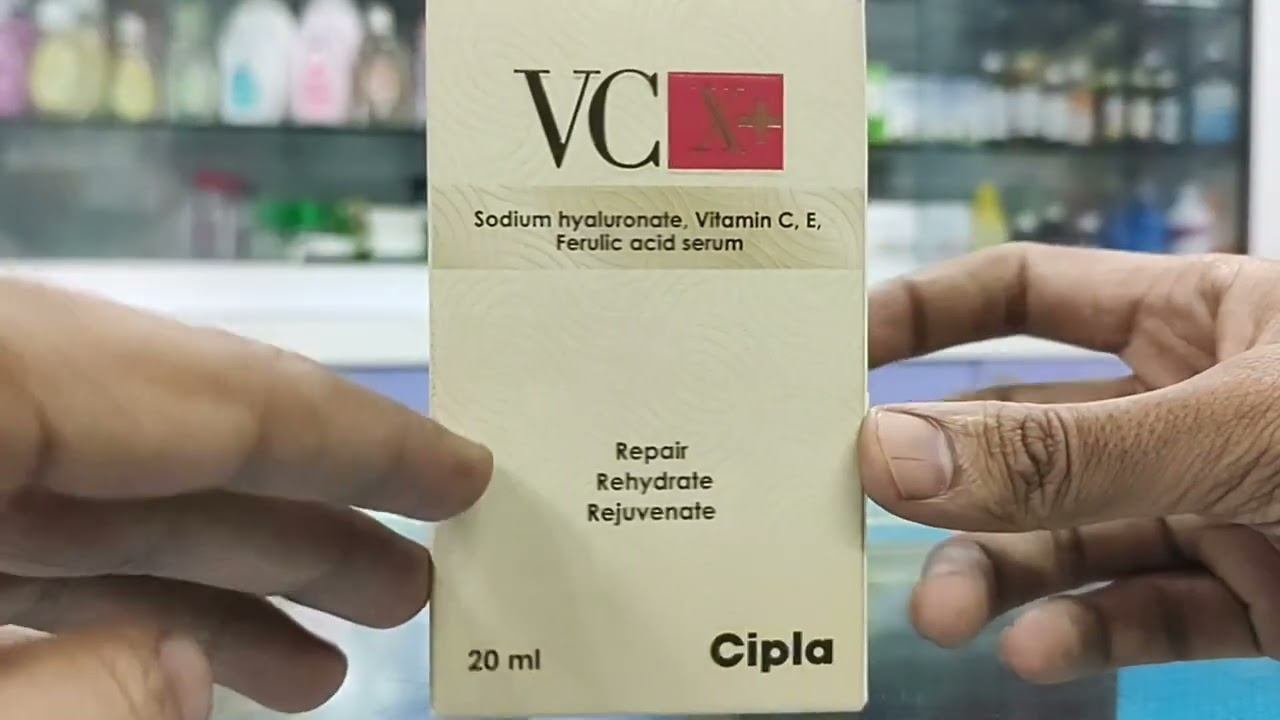 VC X+
Sodium hyaluronate, Vitamin C, E,
Ferulic acid serum
Repair
Rehydrate
Rejuvenate
20 ml
Cipla